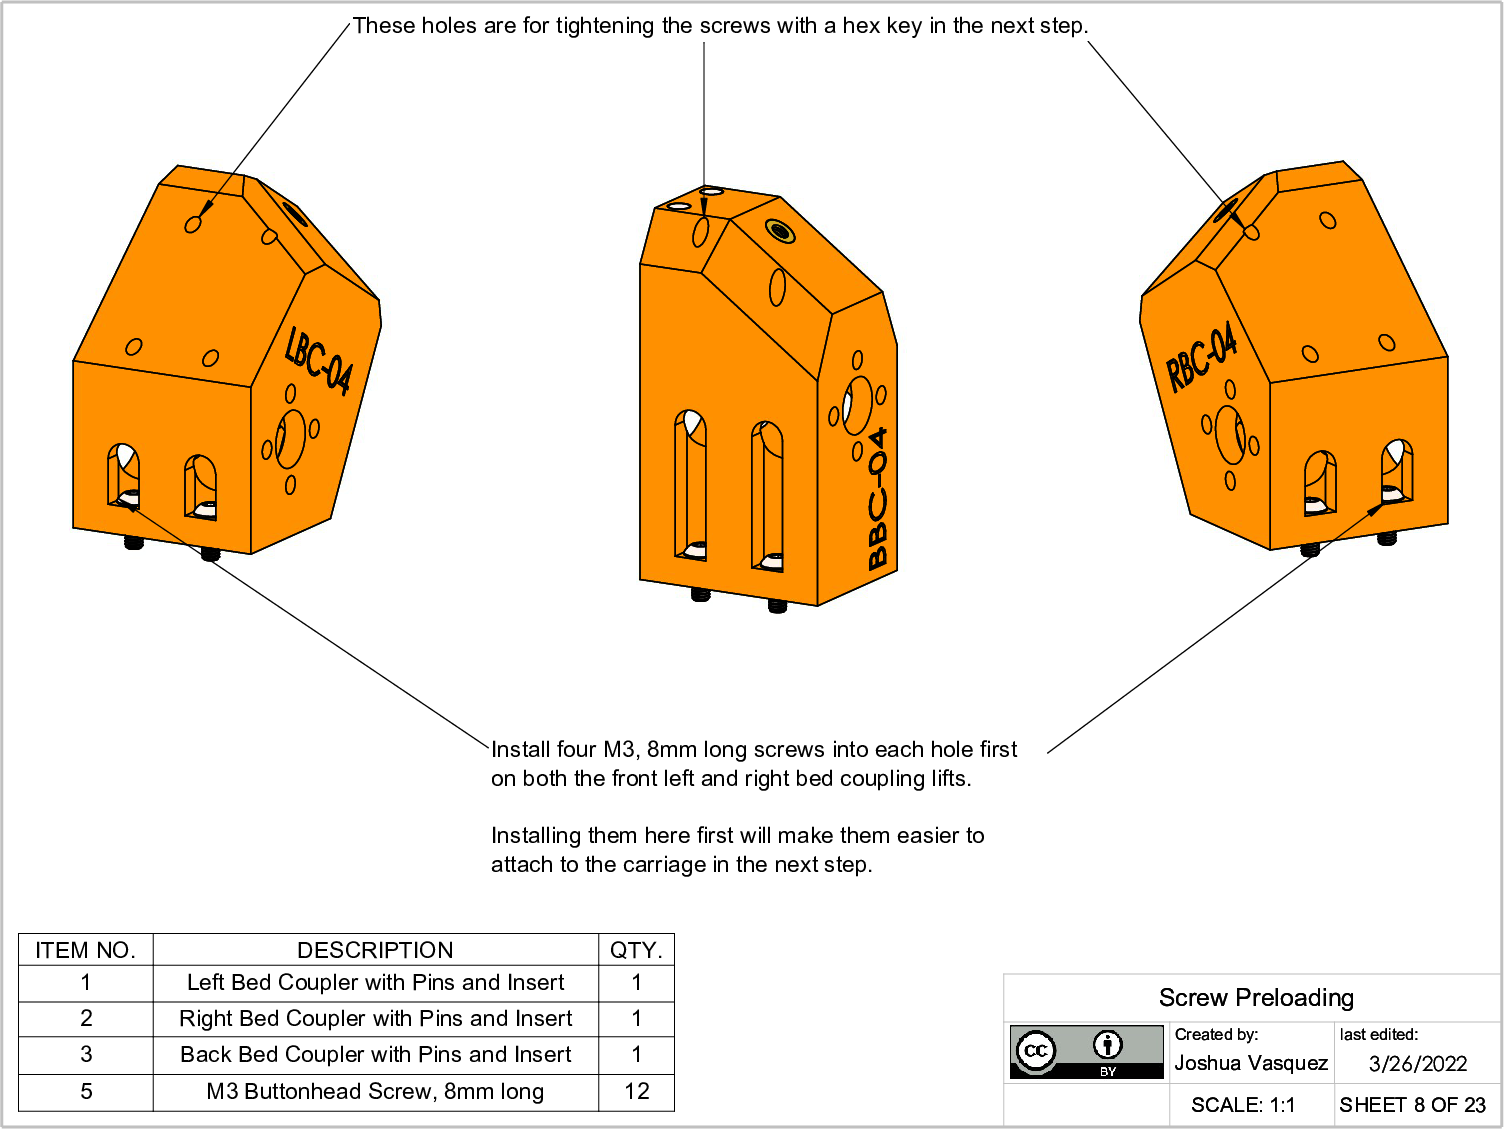 These holes are for tightening the screws with a hex key in the next step.
LBC-04
BBC-04
RBC-04
Install four M3, 8mm long screws into each hole first
on both the front left and right bed coupling lifts.
Installing them here first will make them easier to
attach to the carriage in the next step.
ITEM NO. DESCRIPTION QTY.
1 Left Bed Coupler with Pins and Insert 1
2 Right Bed Coupler with Pins and Insert 1
3 Back Bed Coupler with Pins and Insert 1
5 M3 Buttonhead Screw, 8mm long 12
Screw Preloading
cc BY
Created by:
Joshua Vasquez
last edited:
3/26/2022
SCALE: 1:1
SHEET 8 OF 23